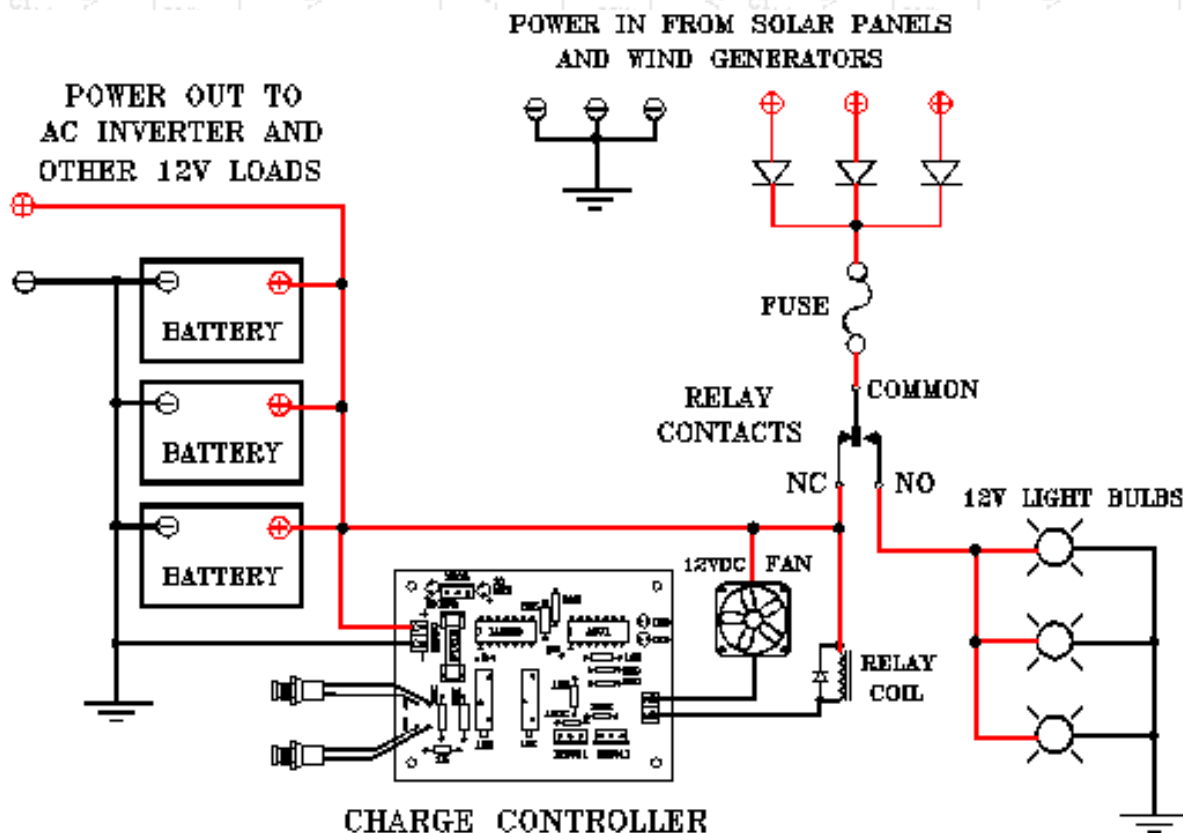 POWER IN FROM SOLAR PANELS
AND WIND GENERATORS
POWER OUT TO
AC INVERTER AND
OTHER 12V LOADS
BATTERY
BATTERY
BATTERY
FUSE
COMMON
RELAY
CONTACTS
NC
NO
12V LIGHT BULBS
12VDC FAN
RELAY
COIL
CHARGE CONTROLLER